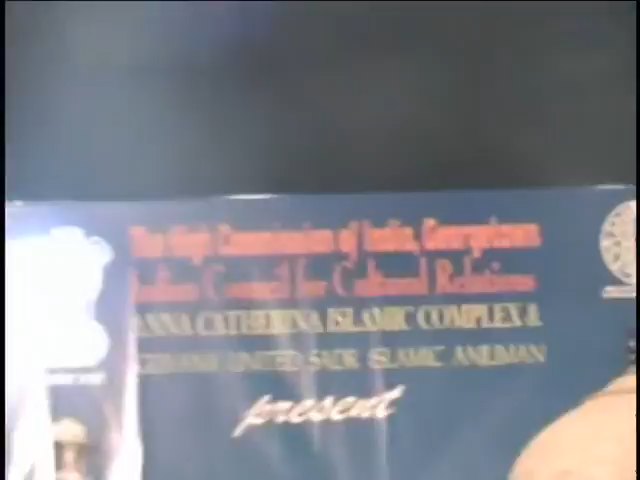 The High Commission of India, Georgetown
Indian Council for Cultural Relations
ANNA CATHERINA ISLAMIC COMPLEX &
UNITED SADR ISLAMIC ANJUMAN
present